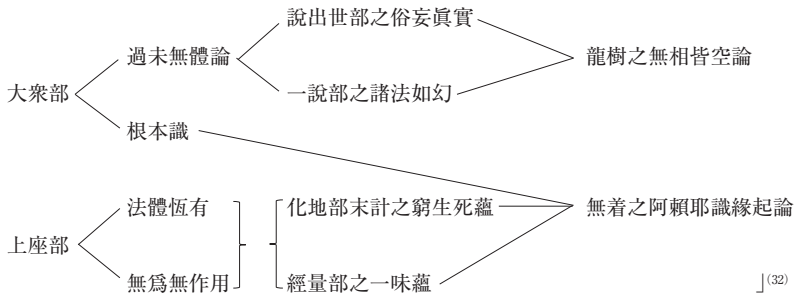 說出世部之俗妄眞實
過未無體論
龍樹之無相皆空論
大衆部
一說部之諸法如幻
根本識
法體恆有
化地部末計之窮生死蘊
無着之阿賴耶識緣起論
上座部
無爲無作用
經量部之一味蘊
」(32)